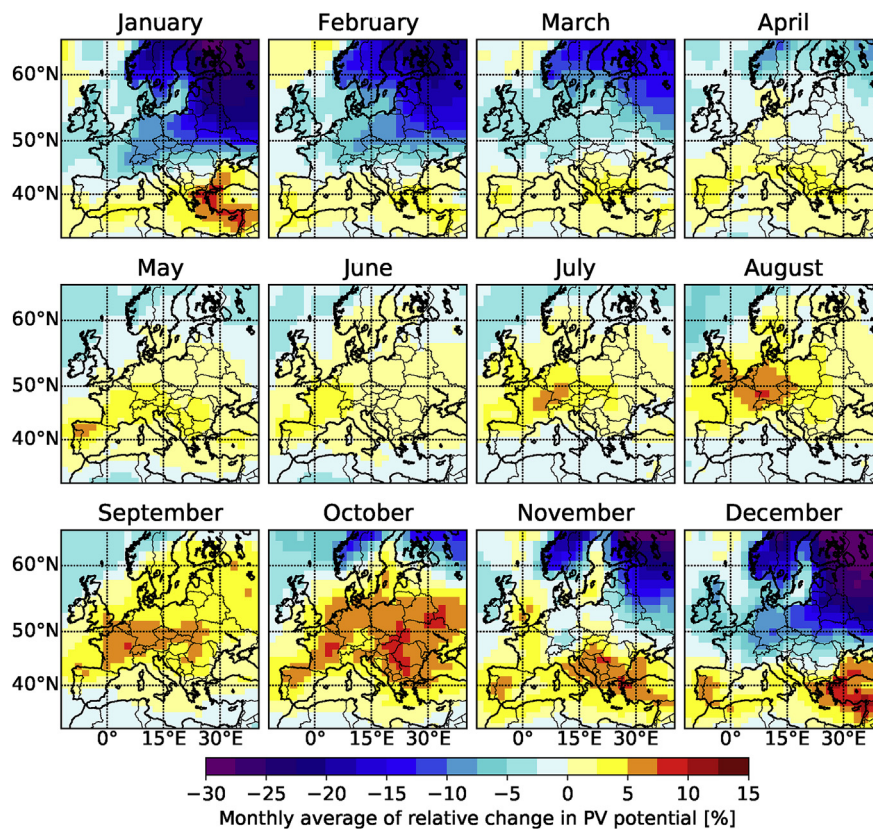 January February March April
60°N
50°N
40°N
May June July August
60°N
50°N
40°N
September October November December
60°N
50°N
40°N
0° 15°E 30°E 0° 15°E 30°E 0° 15°E 30°E 0° 15°E 30°E
−30 −25 −20 −15 −10 −5 0 5 10 15
Monthly average of relative change in PV potential [%]